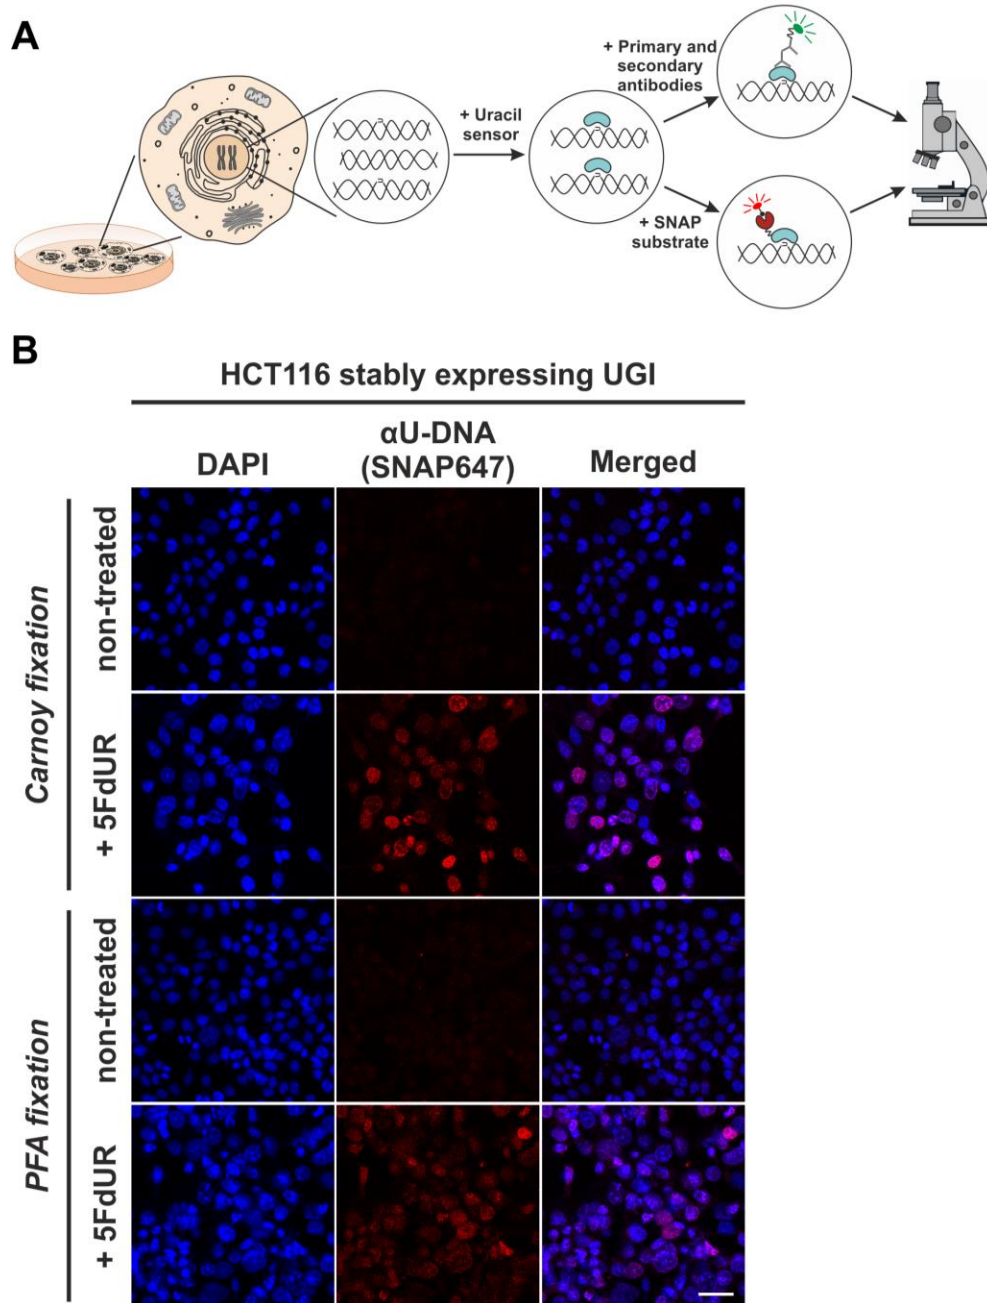 A
+ Uracil
sensor
+ Primary and
secondary
antibodies
+ SNAP
substrate
B
HCT116 stably expressing UGI
DAPI
αU-DNA
(SNAP647)
Merged
Carnoy fixation
non-treated
+ 5FdUR
PFA fixation
non-treated
+ 5FdUR